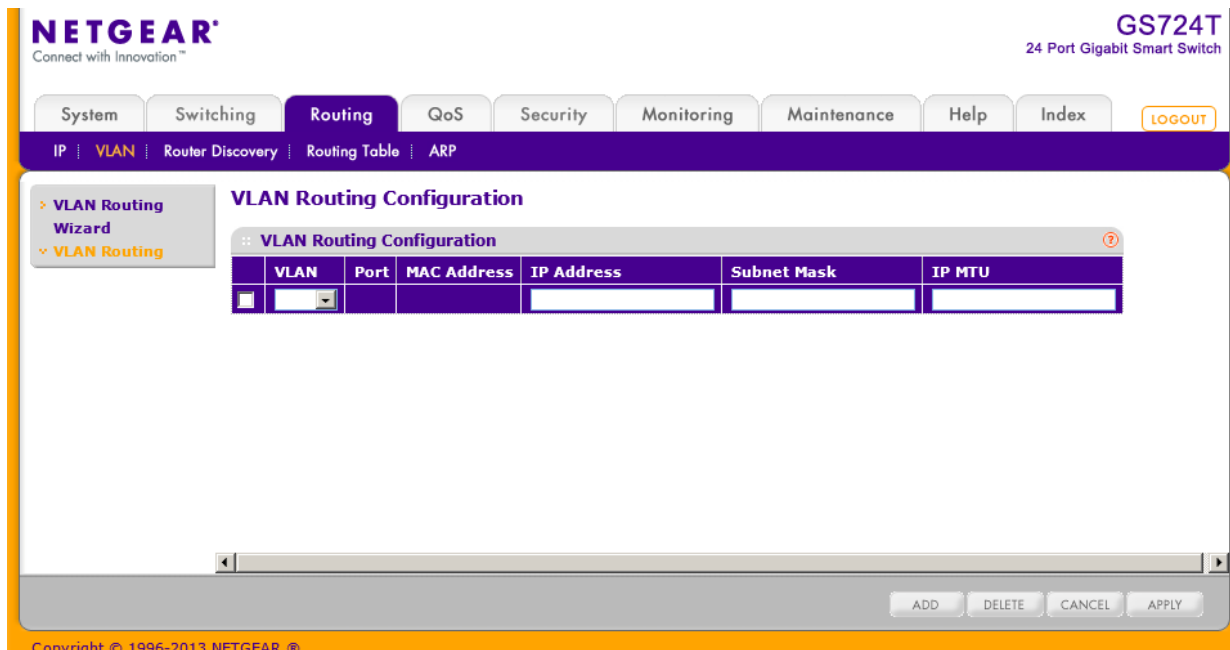 NETGEAR®
Connect with Innovation™
GS724T
24 Port Gigabit Smart Switch
System Switching Routing QoS Security Monitoring Maintenance Help Index LOGOUT
IP VLAN Router Discovery Routing Table ARP
VLAN Routing
Wizard
VLAN Routing
VLAN Routing Configuration
VLAN Routing Configuration ?
VLAN Port MAC Address IP Address Subnet Mask IP MTU
ADD DELETE CANCEL APPLY
Copyright © 1996-2013 NETGEAR ®